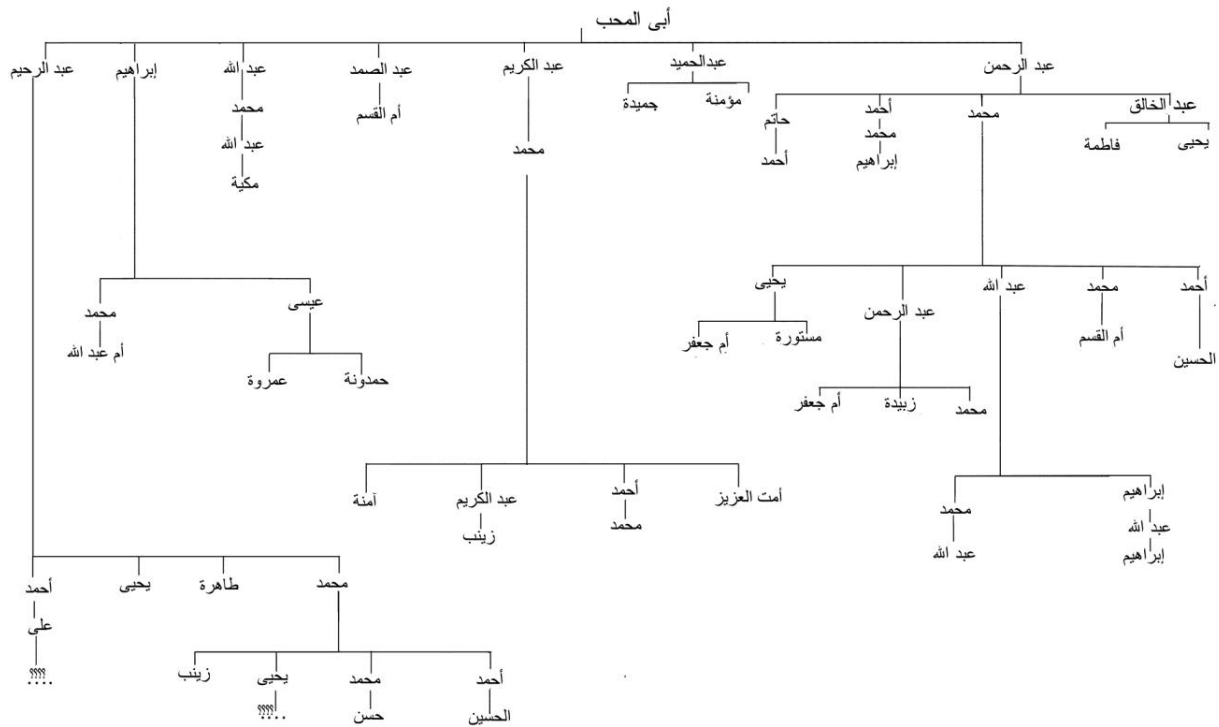 أبى المحب
عبد الرحمن
عبدالحميد
عبد الكريم
عبد الصمد
عبد الله
إبراهيم
عبد الرحيم
عبد الخالق
محمد
أحمد
حاتم
مؤمنة
جميدة
محمد
أم القسم
محمد
يحيى
فاطمة
محمد
إبراهيم
أحمد
عبد الله
مكية
أحمد
محمد
عبد الله
عبد الرحمن
يحيى
عيسى
محمد
الحسين
أم القسم
مستورة
أم جعفر
أم عبد الله
حمدونة
عمروة
محمد
زبيدة
أم جعفر
إبراهيم
محمد
أمت العزيز
أحمد
عبد الكريم
آمنة
عبد الله
إبراهيم
عبد الله
محمد
زينب
محمد
طاهرة
يحيى
أحمد
على
؟؟؟؟..
أحمد
محمد
يحيى
زينب
الحسين
حسن
؟؟؟؟..